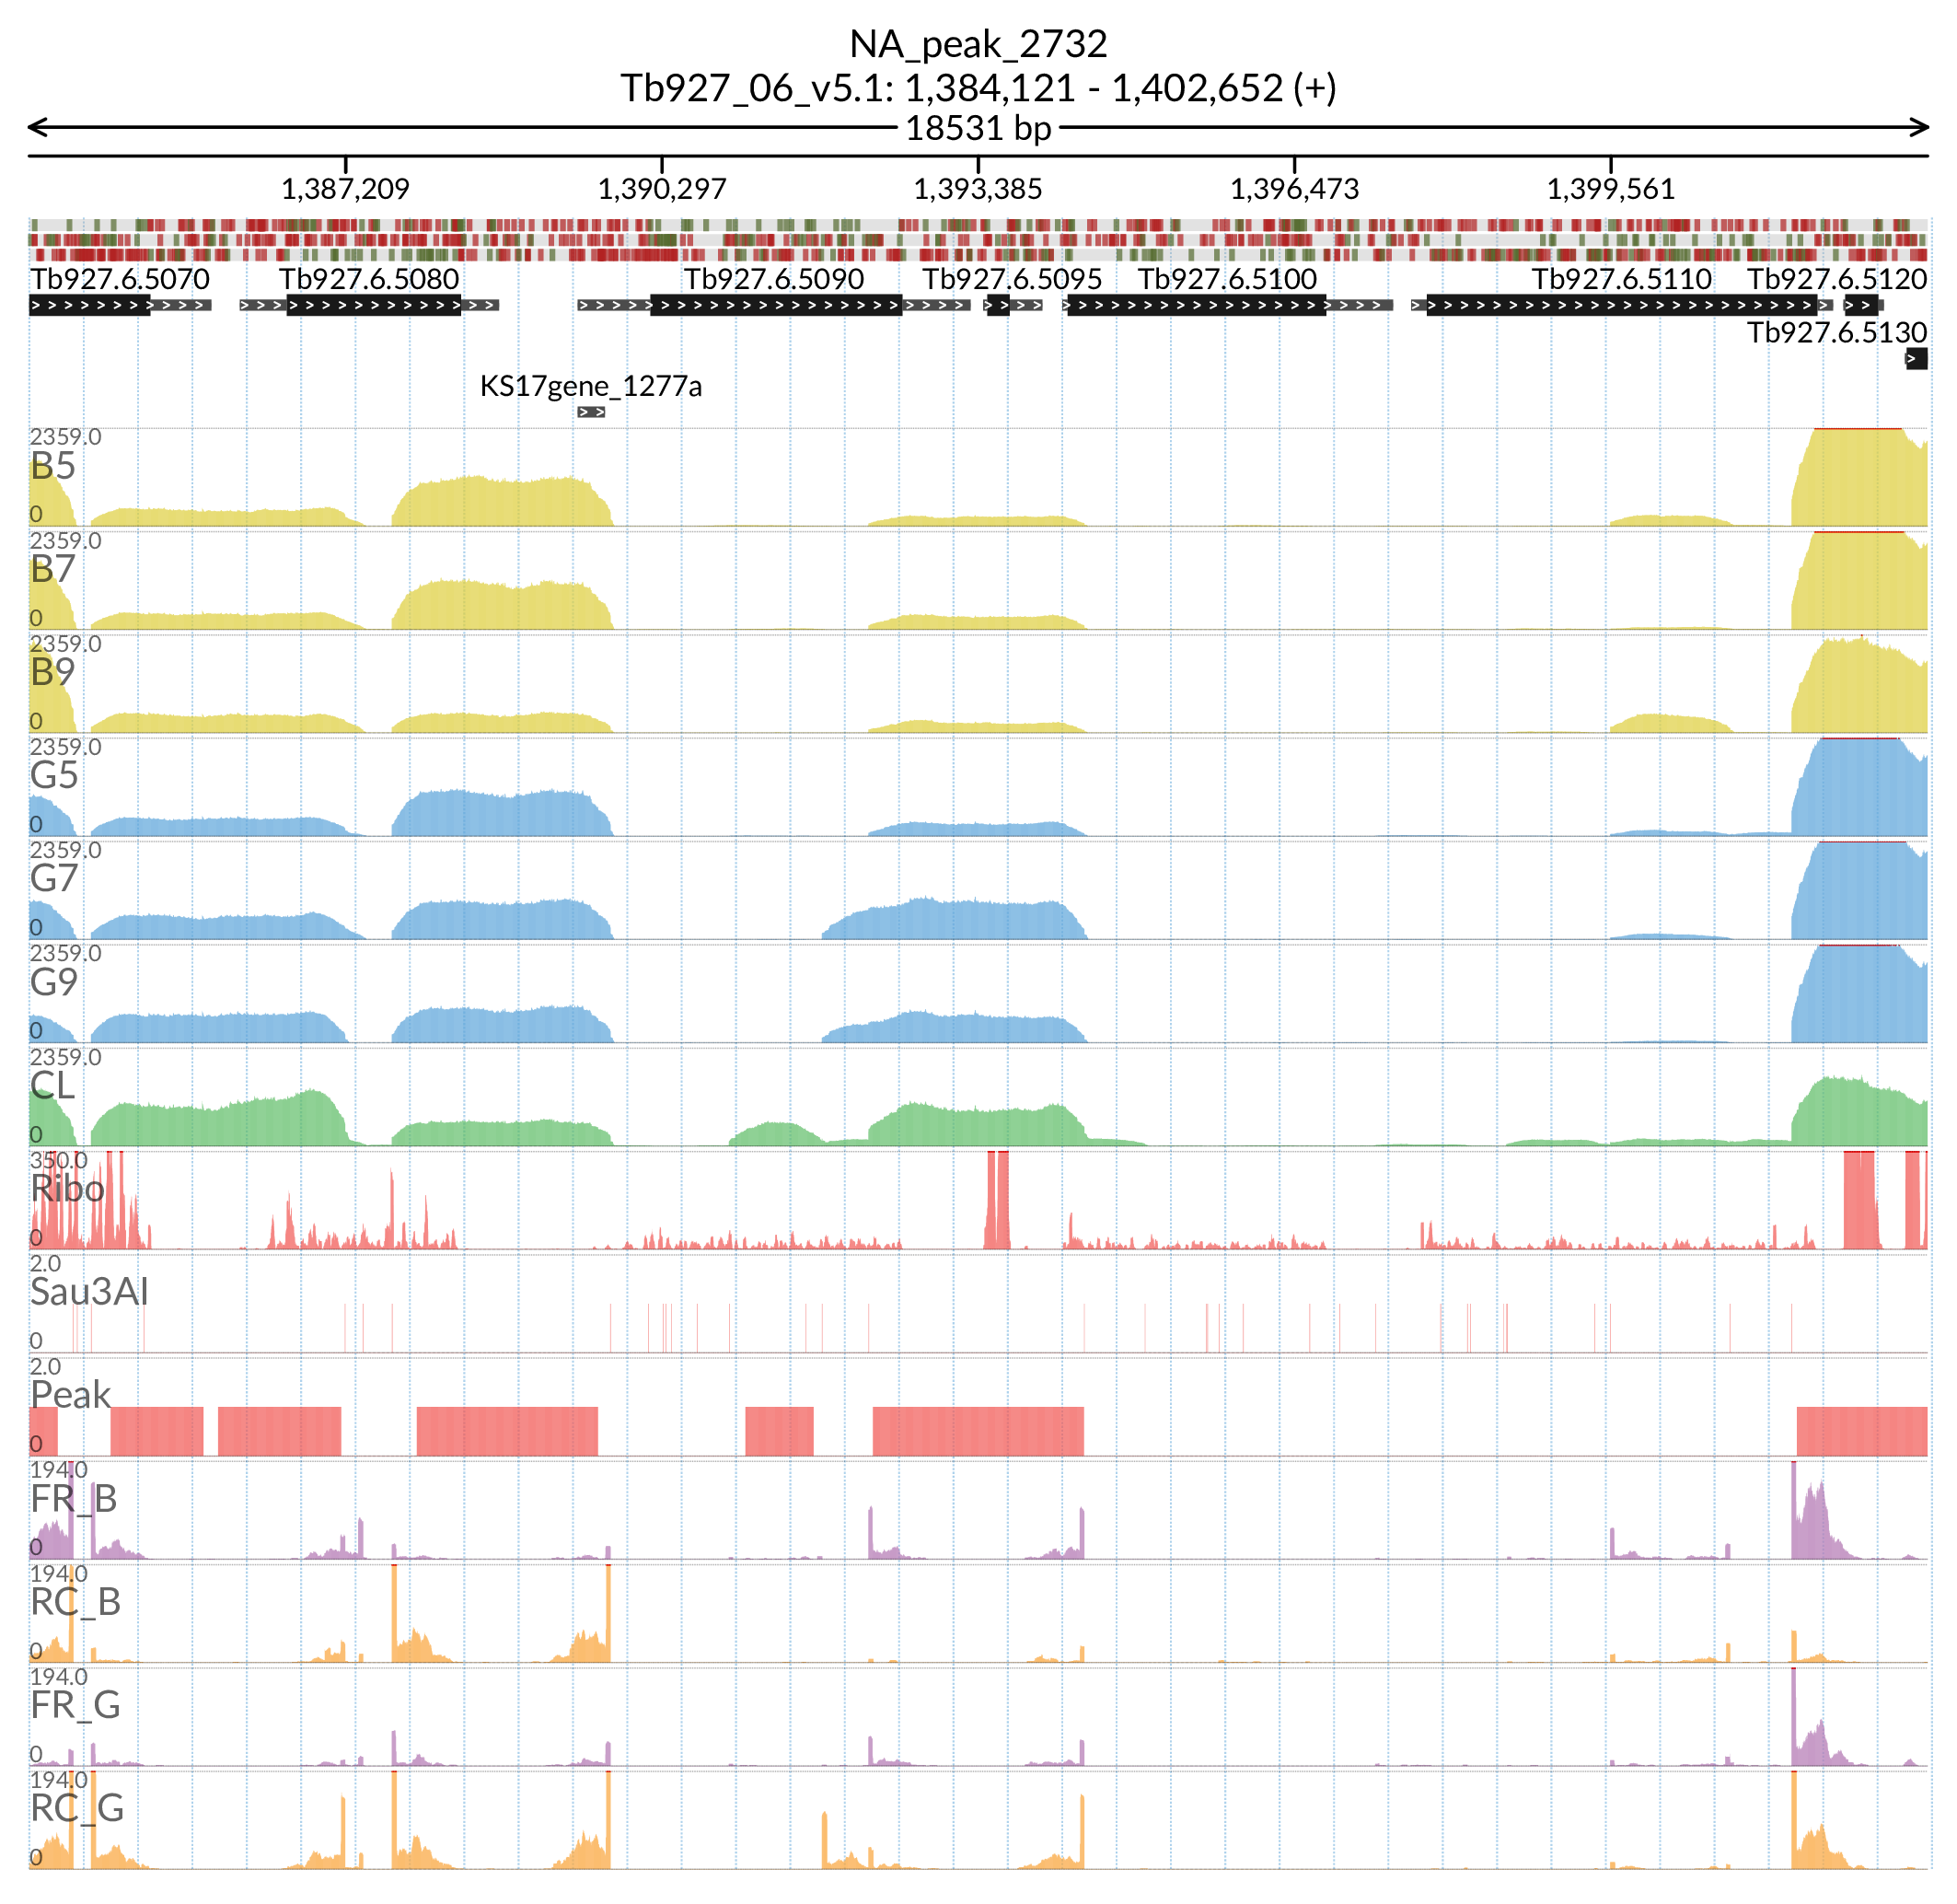 NA_peak_2732
Tb927_06_v5.1: 1,384,121 - 1,402,652 (+)
18531 bp
1,387,209 1,390,297 1,393,385 1,396,473 1,399,561
Tb927.6.5070 Tb927.6.5080 Tb927.6.5090 Tb927.6.5095 Tb927.6.5100 Tb927.6.5110 Tb927.6.5120
Tb927.6.5130
KS17gene_1277a
2359.0
B5
0
2359.0
B7
0
2359.0
B9
0
2359.0
G5
0
2359.0
G7
0
2359.0
G9
0
2359.0
CL
0
350.0
Ribo
0
2.0
Sau3AI
0
2.0
Peak
0
194.0
FR_B
0
194.0
RC_B
0
194.0
FR_G
0
194.0
RC_G
0